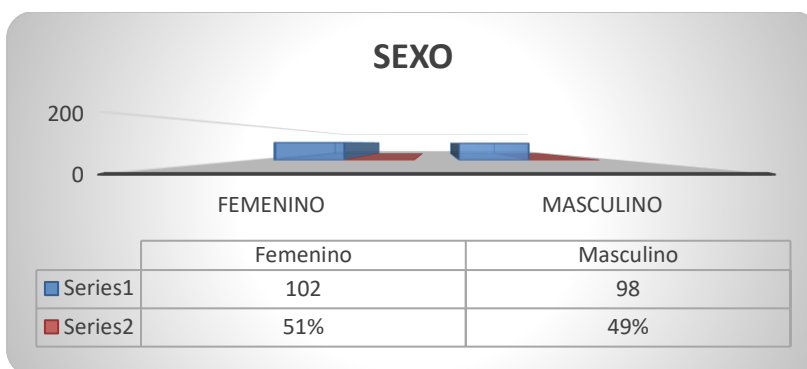 SEXO
200
0
FEMENINO MASCULINO
Femenino Masculino
Series1 102 98
Series2 51% 49%